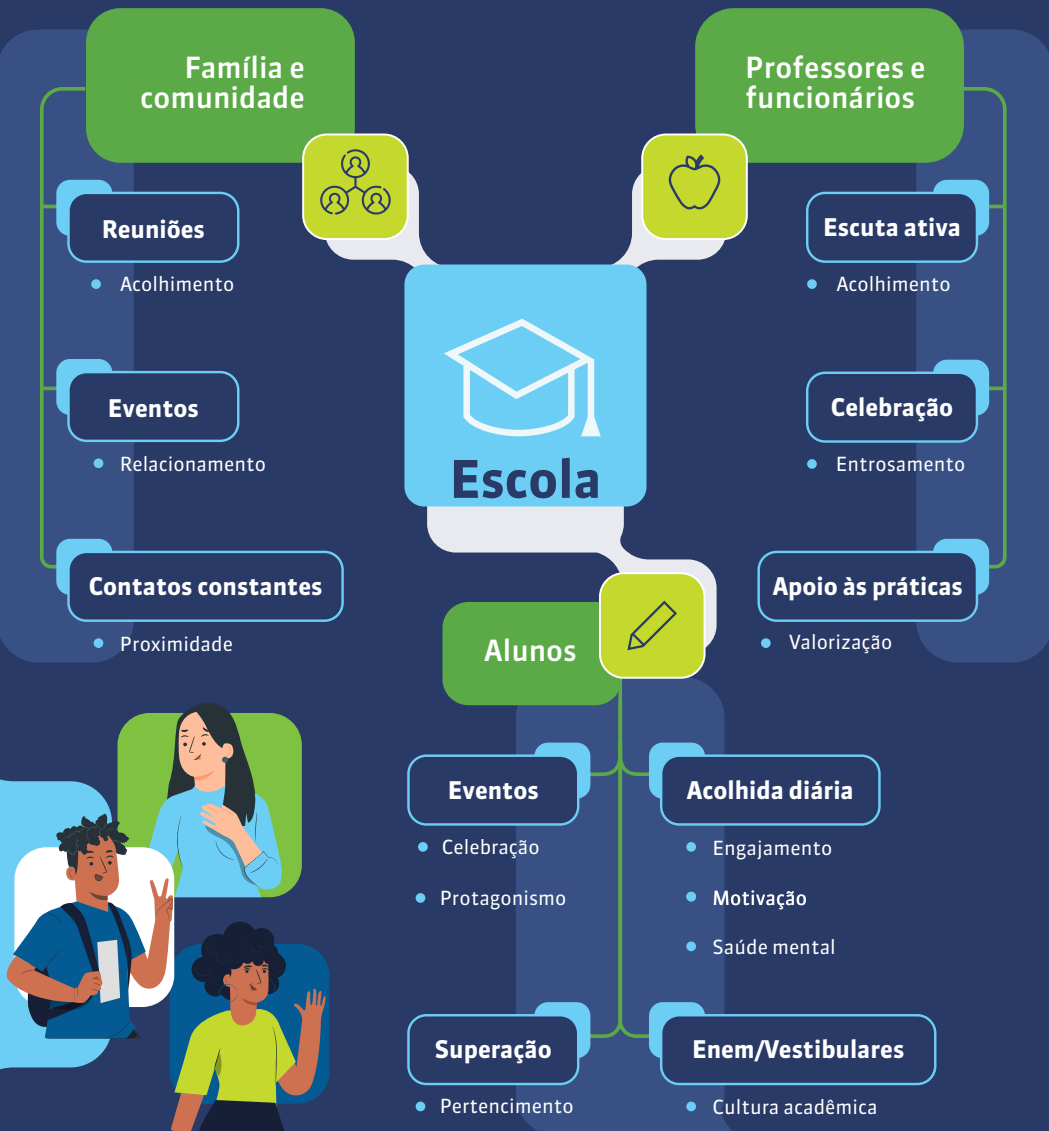 Família e
comunidade
Reuniões
Acolhimento
Eventos
Relacionamento
Contatos constantes
Proximidade
Professores e
funcionários
Escuta ativa
Acolhimento
Celebração
Entrosamento
Apoio às práticas
Valorização
Escola
Alunos
Eventos
Celebração
Protagonismo
Acolhida diária
Engajamento
Motivação
Saúde mental
Superação
Pertencimento
Enem/Vestibulares
Cultura acadêmica